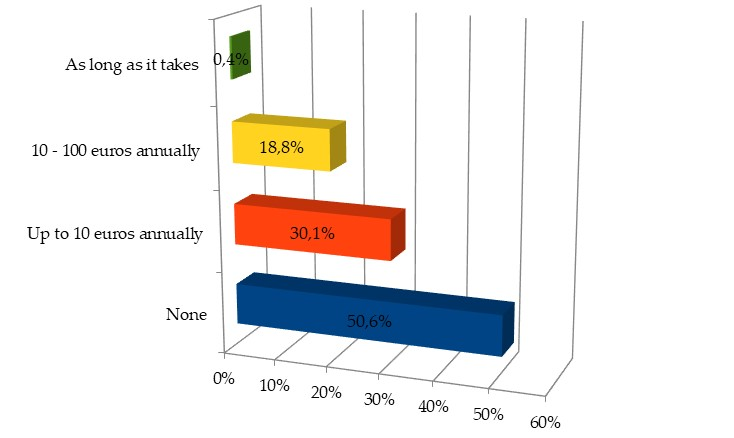 As long as it takes
0,4%
10 - 100 euros annually
18,8%
Up to 10 euros annually
30,1%
None
50,6%
0%
10%
20%
30%
40%
50%
60%